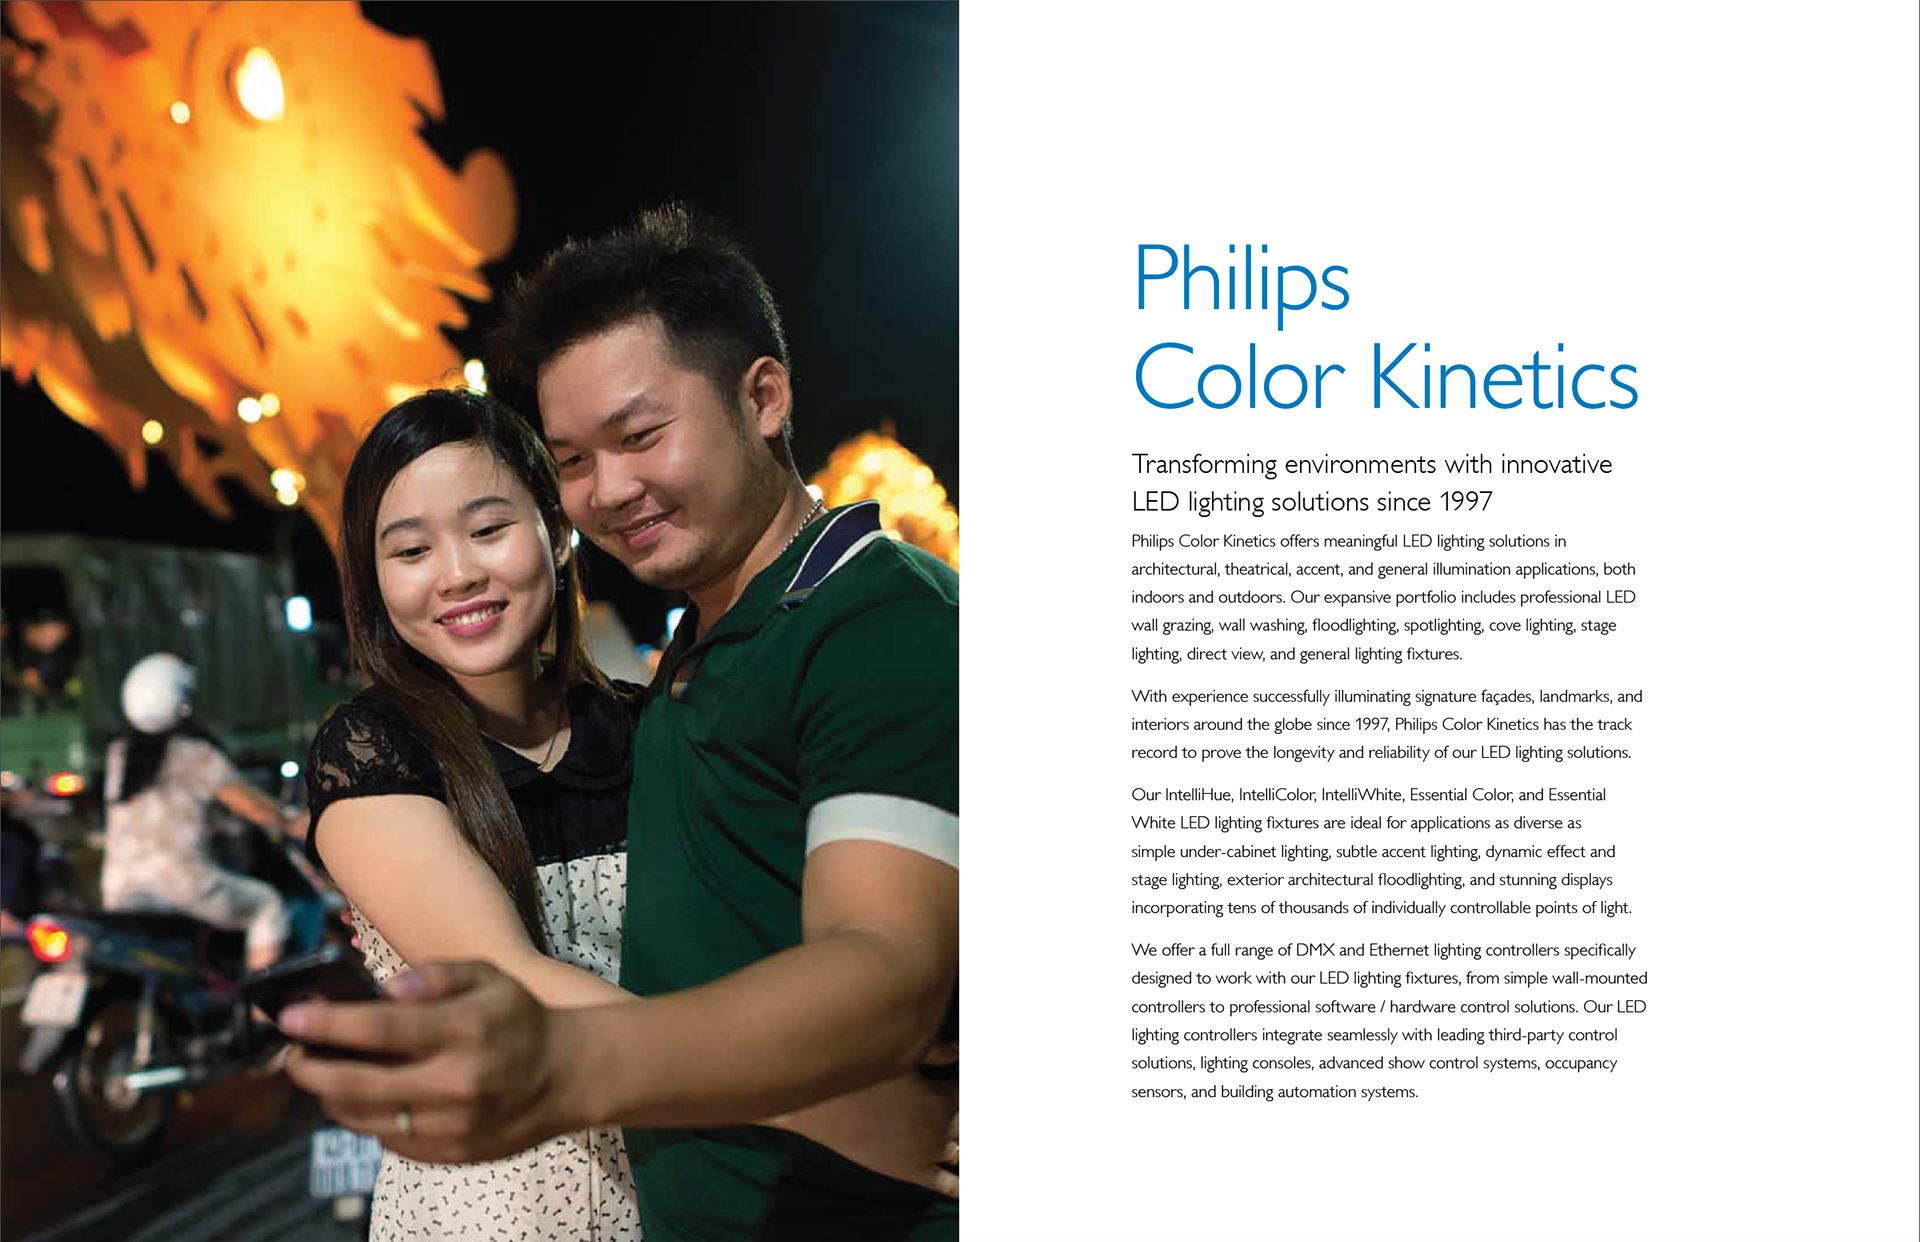 Philips
Color Kinetics
Transforming environments with innovative
LED lighting solutions since 1997
Philips Color Kinetics offers meaningful LED lighting solutions in
architectural, theatrical, accent, and general illumination applications, both
indoors and outdoors. Our expansive portfolio includes professional LED
wall grazing, wall washing, floodlighting, spotlighting, cove lighting, stage
lighting, direct view, and general lighting fixtures.
With experience successfully illuminating signature façades, landmarks, and
interiors around the globe since 1997, Philips Color Kinetics has the track
record to prove the longevity and reliability of our LED lighting solutions.
Our IntelliHue, IntelliColor, IntelliWhite, Essential Color, and Essential
White LED lighting fixtures are ideal for applications as diverse as
simple under-cabinet lighting, subtle accent lighting, dynamic effect and
stage lighting, exterior architectural floodlighting, and stunning displays
incorporating tens of thousands of individually controllable points of light.
We offer a full range of DMX and Ethernet lighting controllers specifically
designed to work with our LED lighting fixtures, from simple wall-mounted
controllers to professional software / hardware control solutions. Our LED
lighting controllers integrate seamlessly with leading third-party control
solutions, lighting consoles, advanced show control systems, occupancy
sensors, and building automation systems.